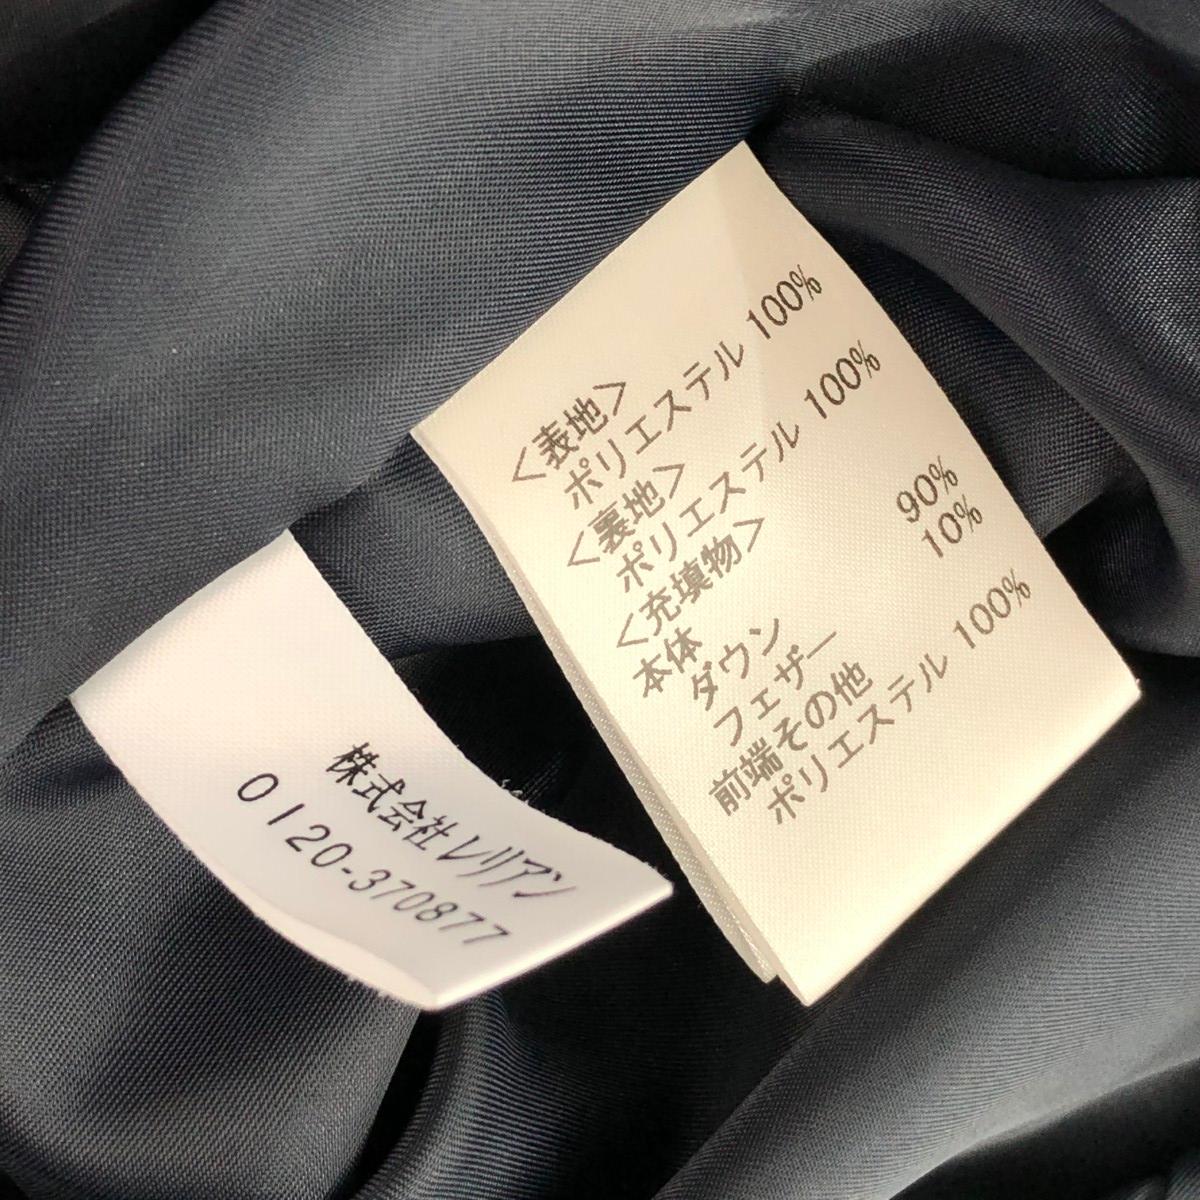 <表地>
ポリエステル 100%
<裏地>
ポリエステル 100%
<充填物>
本体
ダウン 90%
フェザー 10%
前端その他
ポリエステル 100%
株式会社レリアン
0120-370877